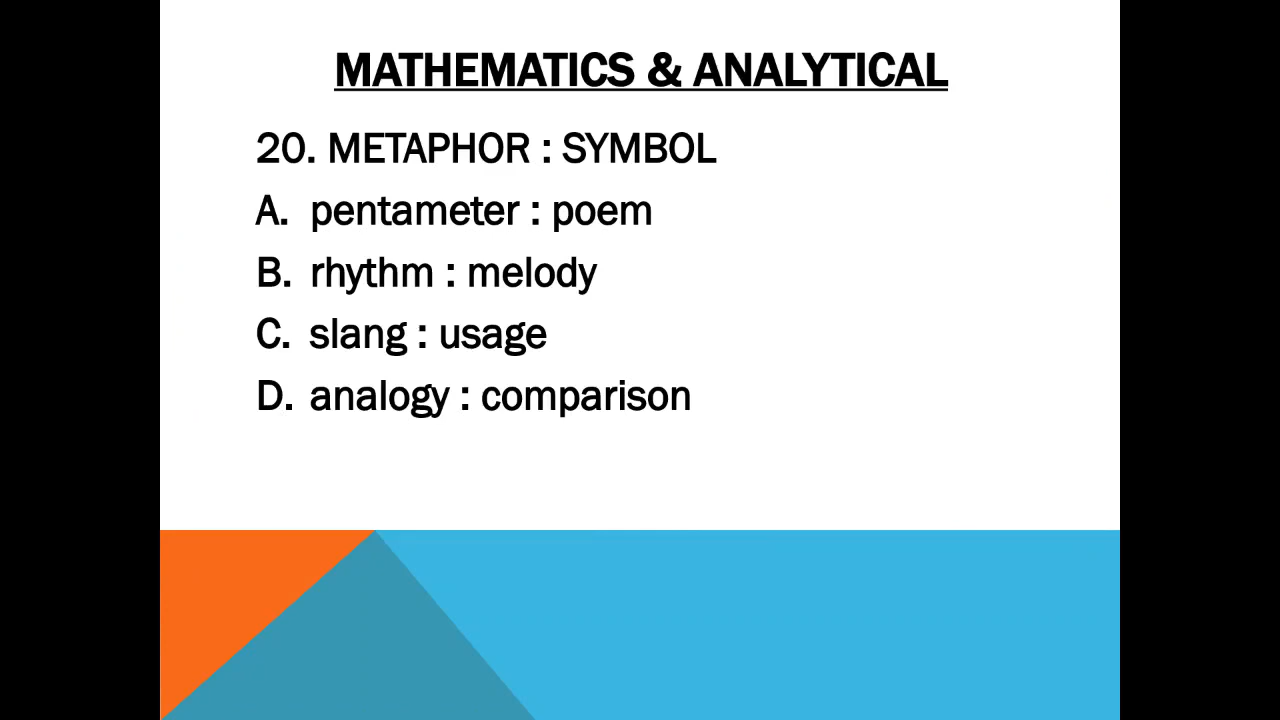 MATHEMATICS & ANALYTICAL
20. METAPHOR : SYMBOL
A. pentameter : poem
B. rhythm : melody
C. slang : usage
D. analogy : comparison